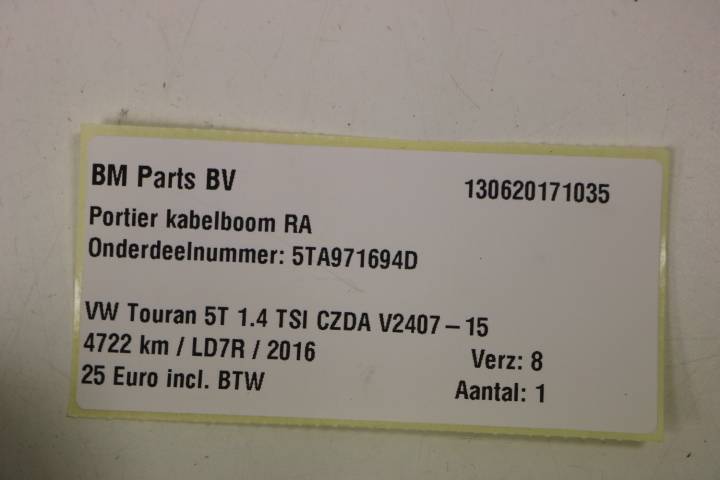 BM Parts BV 130620171035
Portier kabelboom RA
Onderdeelnummer: 5TA971694D
VW Touran 5T 1.4 TSI CZDA V2407-15
4722 km / LD7R / 2016 Verz: 8
25 Euro incl. BTW Aantal: 1